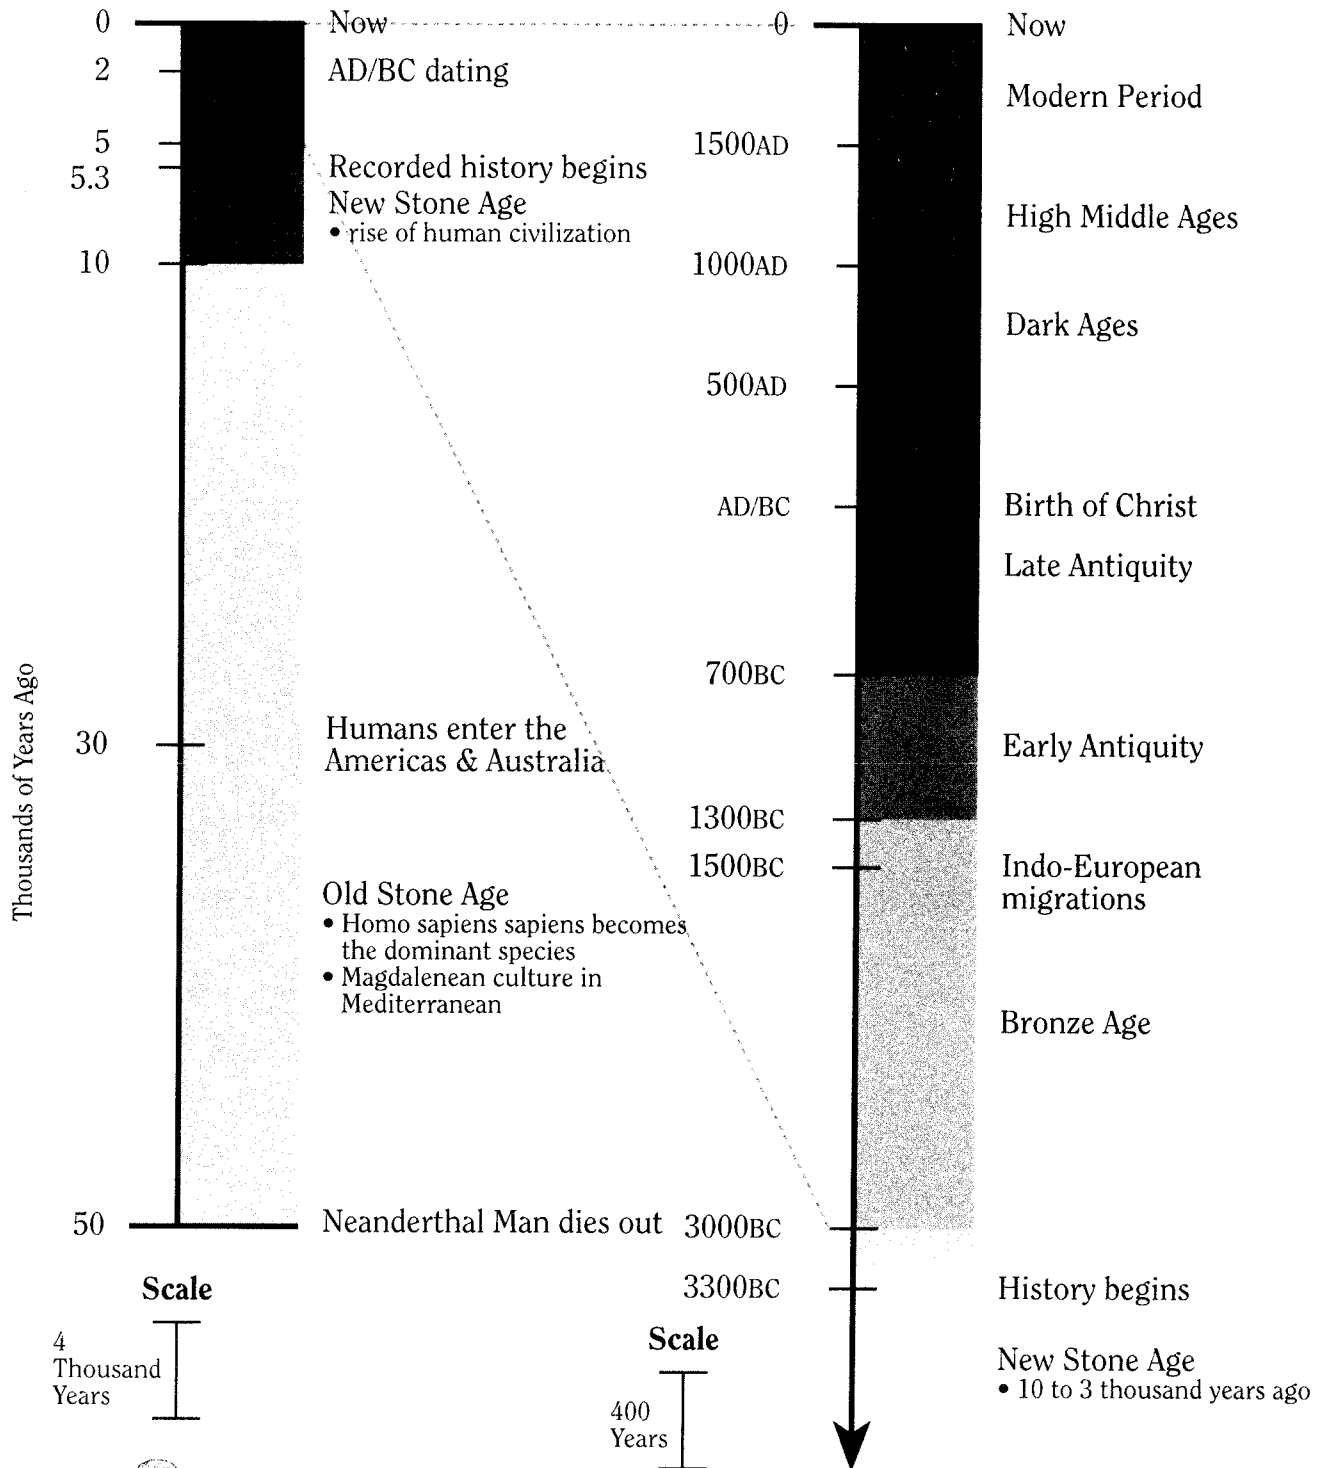 0
Now
2
AD/BC dating
5
5.3
Recorded history begins
New Stone Age
• rise of human civilization
10
30
Humans enter the
Americas & Australia
Old Stone Age
• Homo sapiens sapiens becomes
the dominant species
• Magdalenean culture in
Mediterranean
50
Neanderthal Man dies out
Thousands of Years Ago
Scale
4
Thousand
Years
0
Now
Modern Period
1500AD
High Middle Ages
1000AD
Dark Ages
500AD
AD/BC
Birth of Christ
Late Antiquity
700BC
Early Antiquity
1300BC
1500BC
Indo-European
migrations
Bronze Age
3000BC
3300BC
History begins
New Stone Age
• 10 to 3 thousand years ago
Scale
400
Years